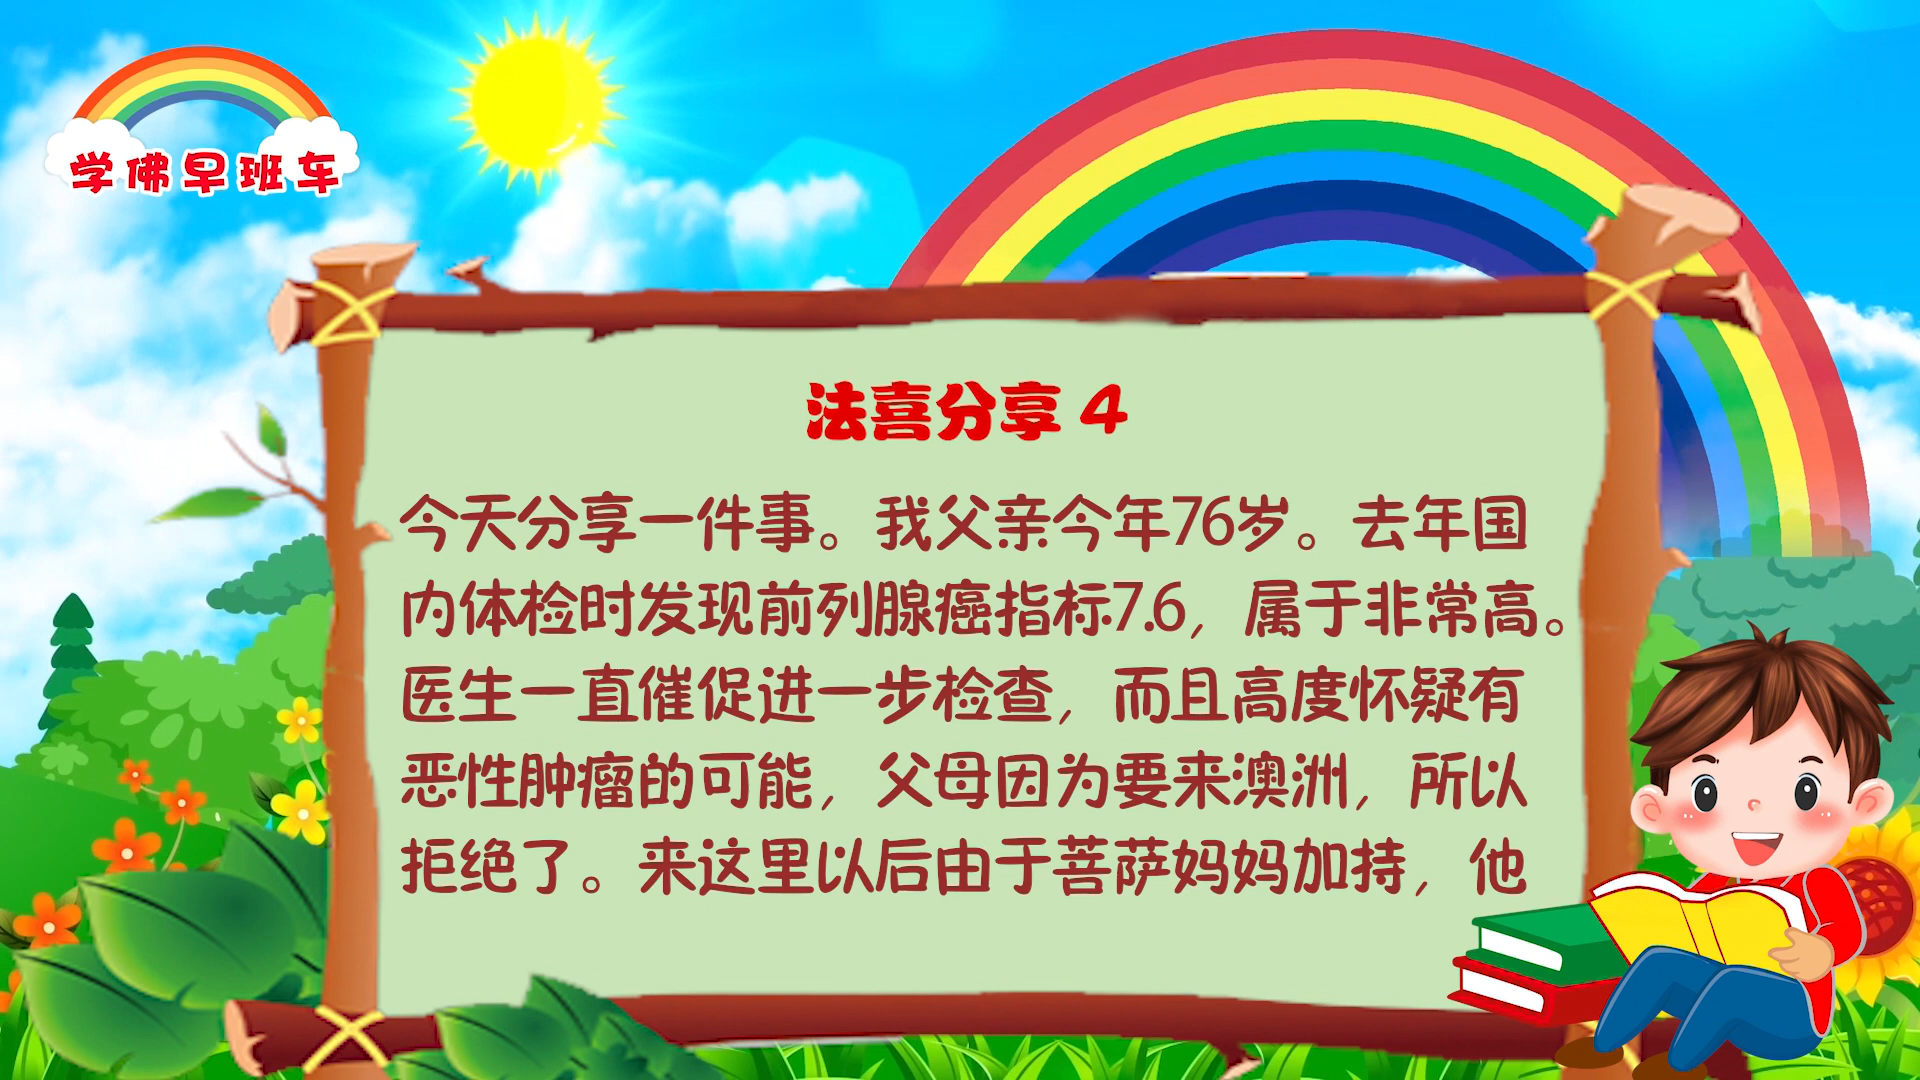 学佛早班车
法喜分享 4
今天分享一件事。我父亲今年76岁。去年国
内体检时发现前列腺癌指标7.6，属于非常高。
医生一直催促进一步检查，而且高度怀疑有
恶性肿瘤的可能，父母因为要来澳洲，所以
拒绝了。来这里以后由于菩萨妈妈加持，他